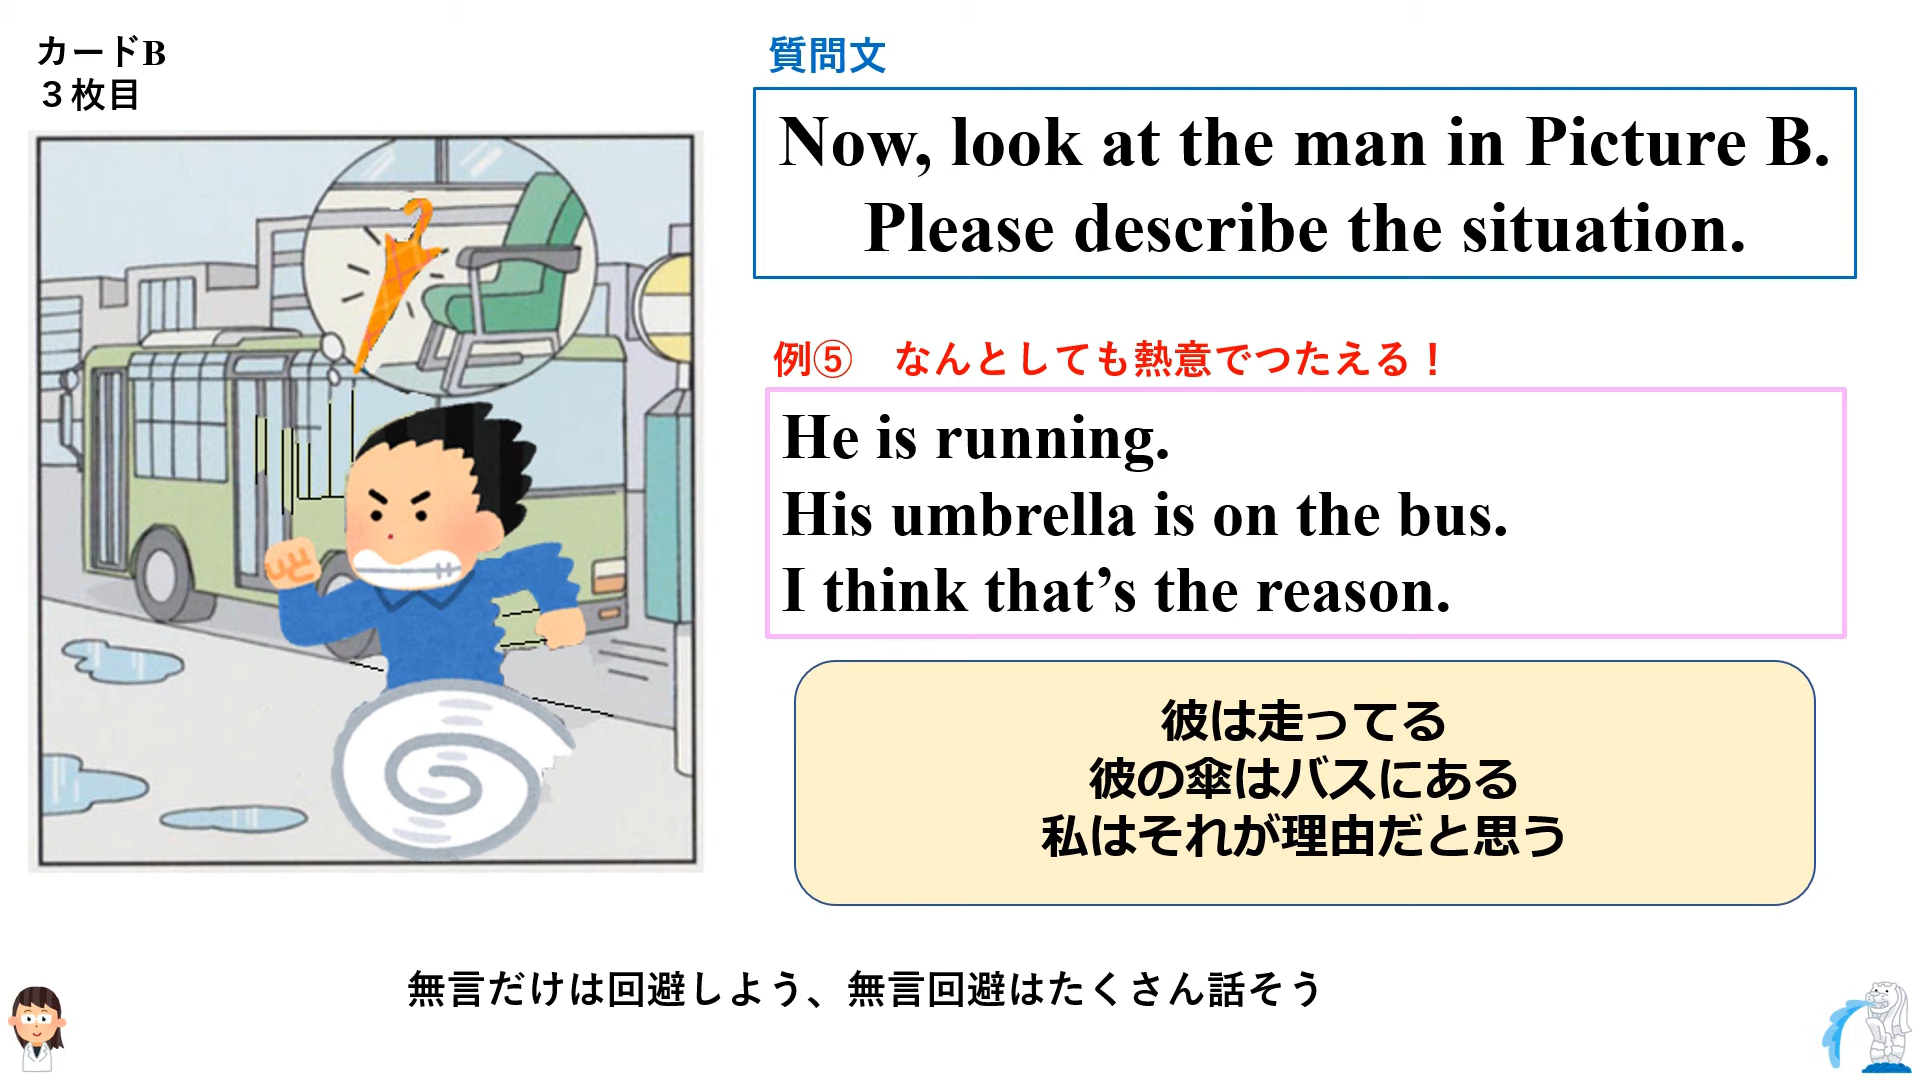 カードB
３枚目
質問文
Now, look at the man in Picture B.
Please describe the situation.
例⑤　なんとしても熱意でつたえる！
He is running.
His umbrella is on the bus.
I think that’s the reason.
彼は走ってる
彼の傘はバスにある
私はそれが理由だと思う
無言だけは回避しよう、無言回避はたくさん話そう